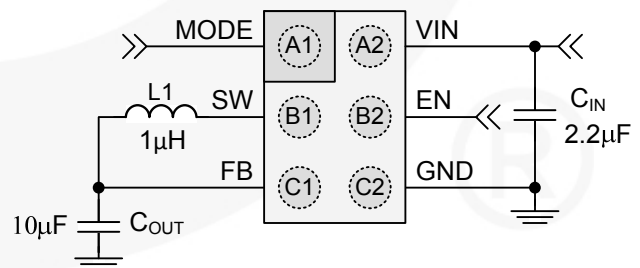 MODE A1 A2 VIN
L1 SW B1 B2 EN CIN
1µH 2.2µF
FB C1 C2 GND
10µF COUT
®